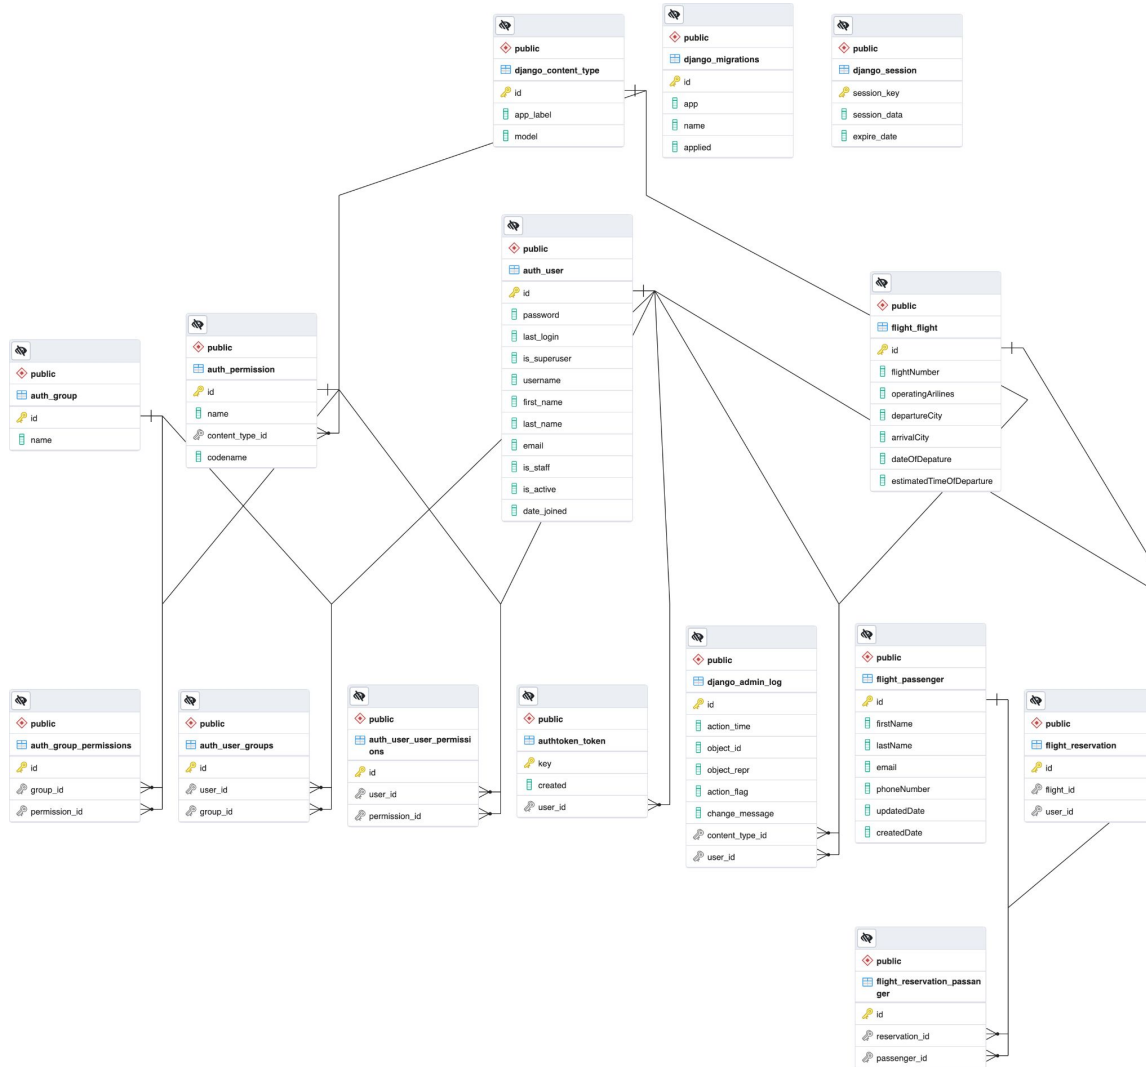 public
django_content_type
id
app_label
model
public
django_migrations
id
app
name
applied
public
django_session
session_key
session_data
expire_date
public
auth_user
id
password
last_login
is_superuser
username
first_name
last_name
email
is_staff
is_active
date_joined
public
flight_flight
id
flightNumber
operatingArilines
departureCity
arrivalCity
dateOfDepature
estimatedTimeOfDeparture
public
auth_group
id
name
public
auth_permission
id
name
content_type_id
codename
public
auth_group_permissions
id
group_id
permission_id
public
auth_user_groups
id
user_id
group_id
public
auth_user_user_permissi
ons
id
user_id
permission_id
public
authtoken_token
key
created
user_id
public
django_admin_log
id
action_time
object_id
object_repr
action_flag
change_message
content_type_id
user_id
public
flight_passenger
id
firstName
lastName
email
phoneNumber
updatedDate
createdDate
public
flight_reservation
id
flight_id
user_id
public
flight_reservation_passan
ger
id
reservation_id
passenger_id